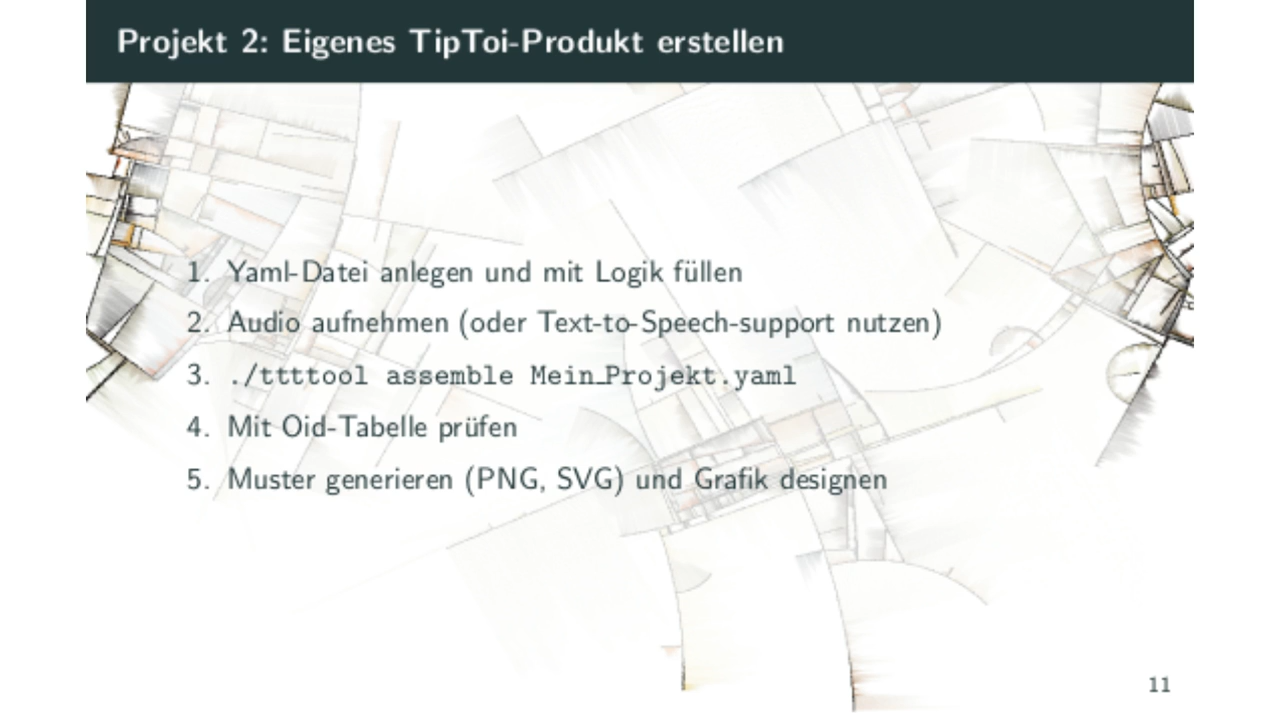 Projekt 2: Eigenes TipToi-Produkt erstellen
1. Yaml-Datei anlegen und mit Logik füllen
2. Audio aufnehmen (oder Text-to-Speech-support nutzen)
3. ./ttttool assemble Mein_Projekt.yaml
4. Mit Oid-Tabelle prüfen
5. Muster generieren (PNG, SVG) und Grafik designen
11